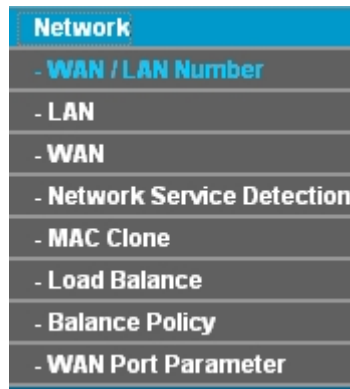 Network
- WAN / LAN Number
- LAN
- WAN
- Network Service Detection
- MAC Clone
- Load Balance
- Balance Policy
- WAN Port Parameter